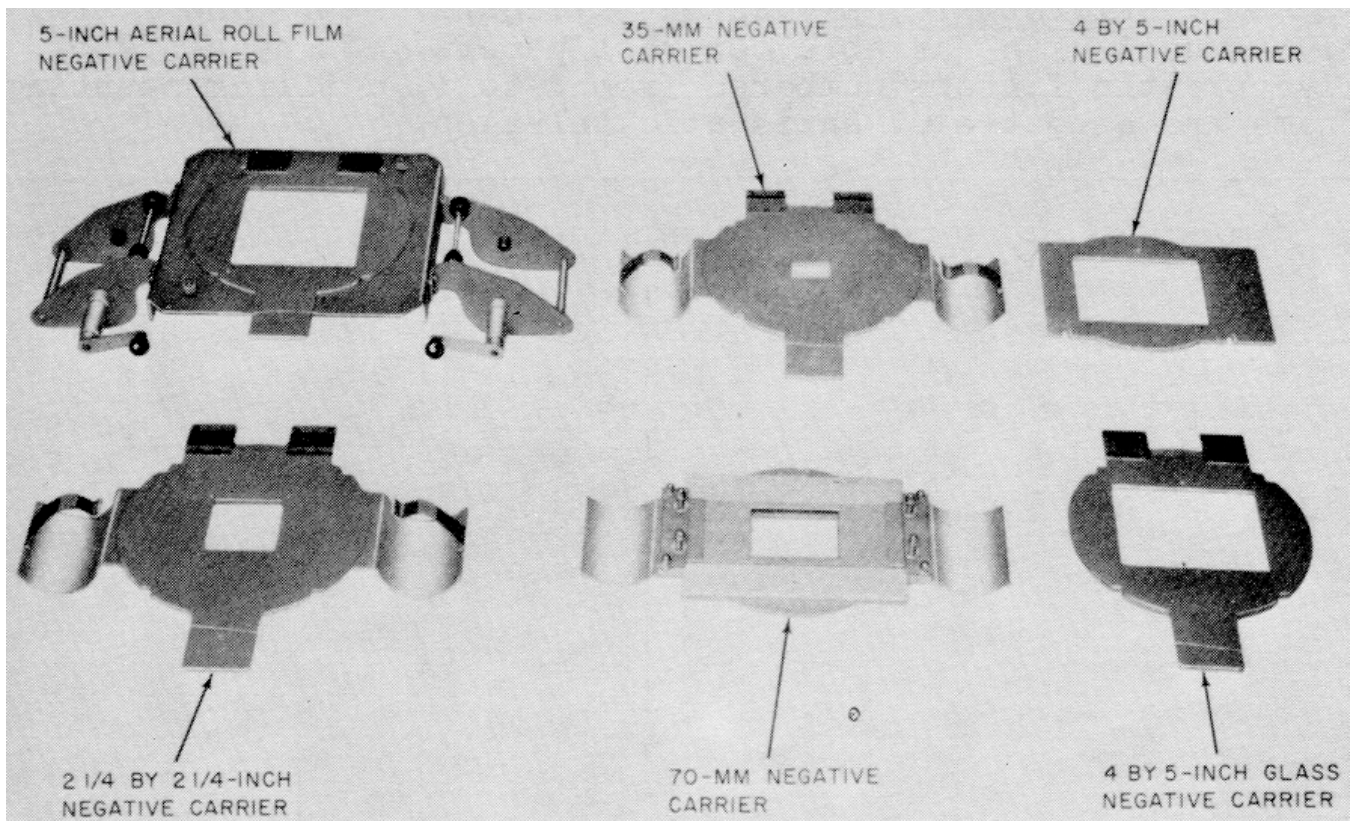 5-INCH AERIAL ROLL FILM
NEGATIVE CARRIER
35-MM NEGATIVE
CARRIER
4 BY 5-INCH
NEGATIVE CARRIER
2 1/4 BY 2 1/4-INCH
NEGATIVE CARRIER
70-MM NEGATIVE
CARRIER
4 BY 5-INCH GLASS
NEGATIVE CARRIER